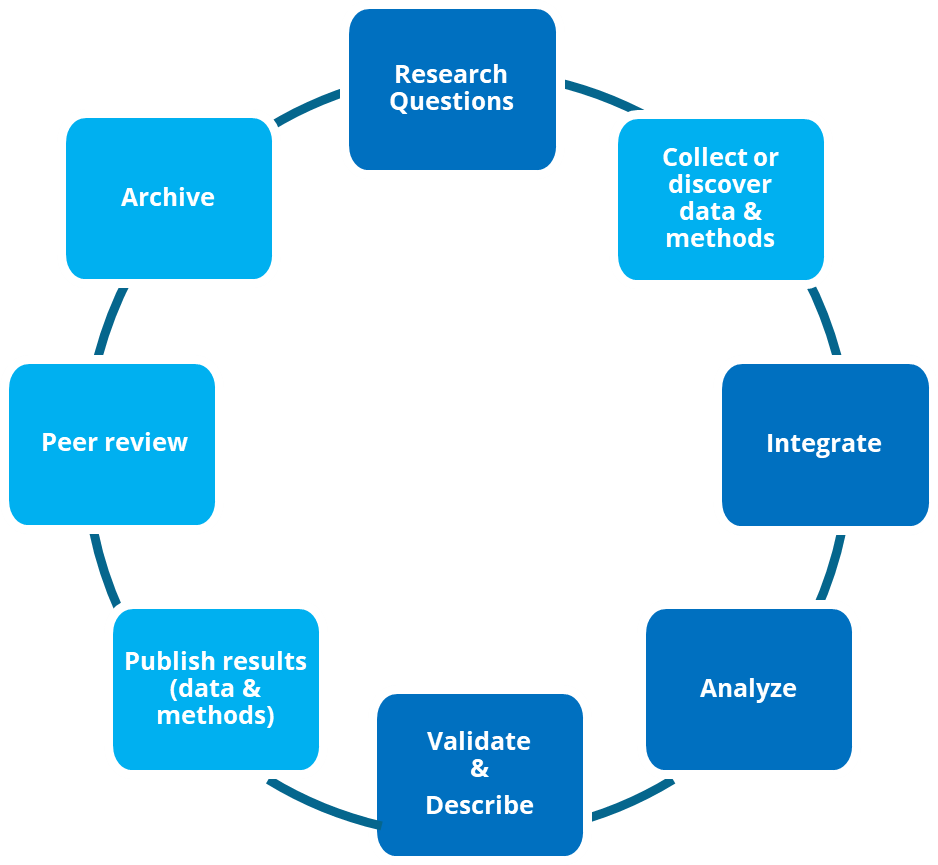 Research
Questions
Collect or
discover
data &
methods
Integrate
Analyze
Validate
&
Describe
Publish results
(data &
methods)
Peer review
Archive